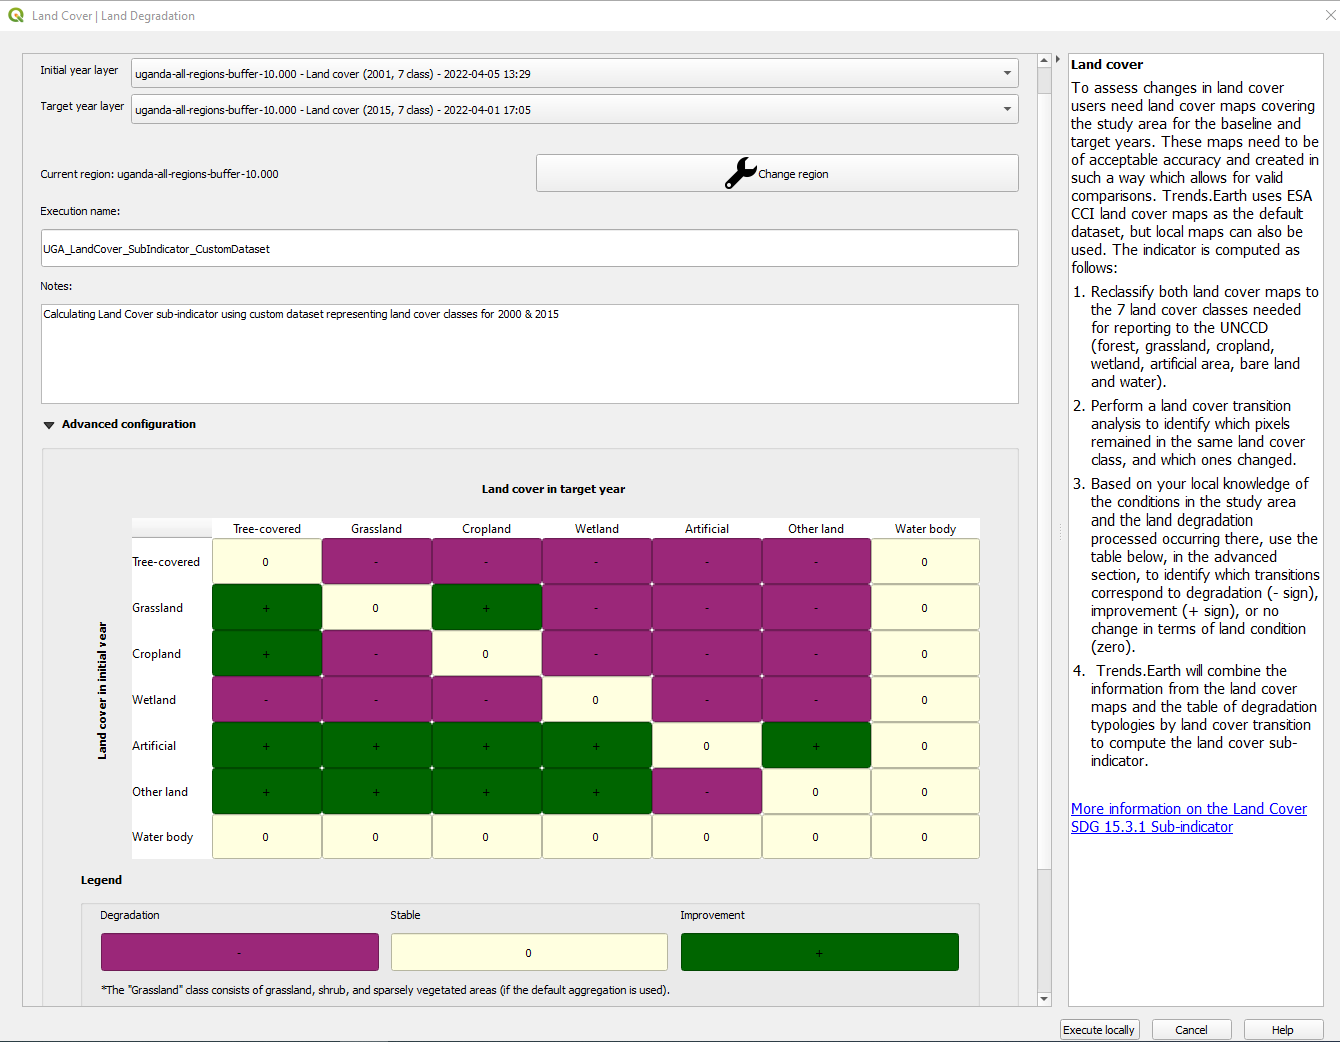 Land Cover | Land Degradation
Initial year layer
uganda-all-regions-buffer-10.000 - Land cover (2001, 7 class) - 2022-04-05 13:29
Target year layer
uganda-all-regions-buffer-10.000 - Land cover (2015, 7 class) - 2022-04-01 17:05
Current region: uganda-all-regions-buffer-10.000
Change region
Execution name:
UGA_LandCover_SubIndicator_CustomDataset
Notes:
Calculating Land Cover sub-indicator using custom dataset representing land cover classes for 2000 & 2015
Advanced configuration
Land cover in target year
Tree-covered Grassland Cropland Wetland Artificial Other land Water body
Land cover in initial year
Tree-covered 0 - - - - - 0
Grassland + 0 + - - - 0
Cropland + - 0 - - - 0
Wetland - - - 0 - - 0
Artificial + + + + 0 + 0
Other land + + + + - 0 0
Water body 0 0 0 0 0 0 0
Legend
Degradation Stable Improvement
- 0 +
*The "Grassland" class consists of grassland, shrub, and sparsely vegetated areas (if the default aggregation is used).
Land cover
To assess changes in land cover
users need land cover maps covering
the study area for the baseline and
target years. These maps need to be
of acceptable accuracy and created in
such a way which allows for valid
comparisons. Trends.Earth uses ESA
CCI land cover maps as the default
dataset, but local maps can also be
used. The indicator is computed as
follows:
1. Reclassify both land cover maps to
the 7 land cover classes needed
for reporting to the UNCCD
(forest, grassland, cropland,
wetland, artificial area, bare land
and water).
2. Perform a land cover transition
analysis to identify which pixels
remained in the same land cover
class, and which ones changed.
3. Based on your local knowledge of
the conditions in the study area
and the land degradation
processed occurring there, use the
table below, in the advanced
section, to identify which transitions
correspond to degradation (- sign),
improvement (+ sign), or no
change in terms of land condition
(zero).
4. Trends.Earth will combine the
information from the land cover
maps and the table of degradation
typologies by land cover transition
to compute the land cover sub-
indicator.
More information on the Land Cover
SDG 15.3.1 Sub-indicator
Execute locally
Cancel
Help